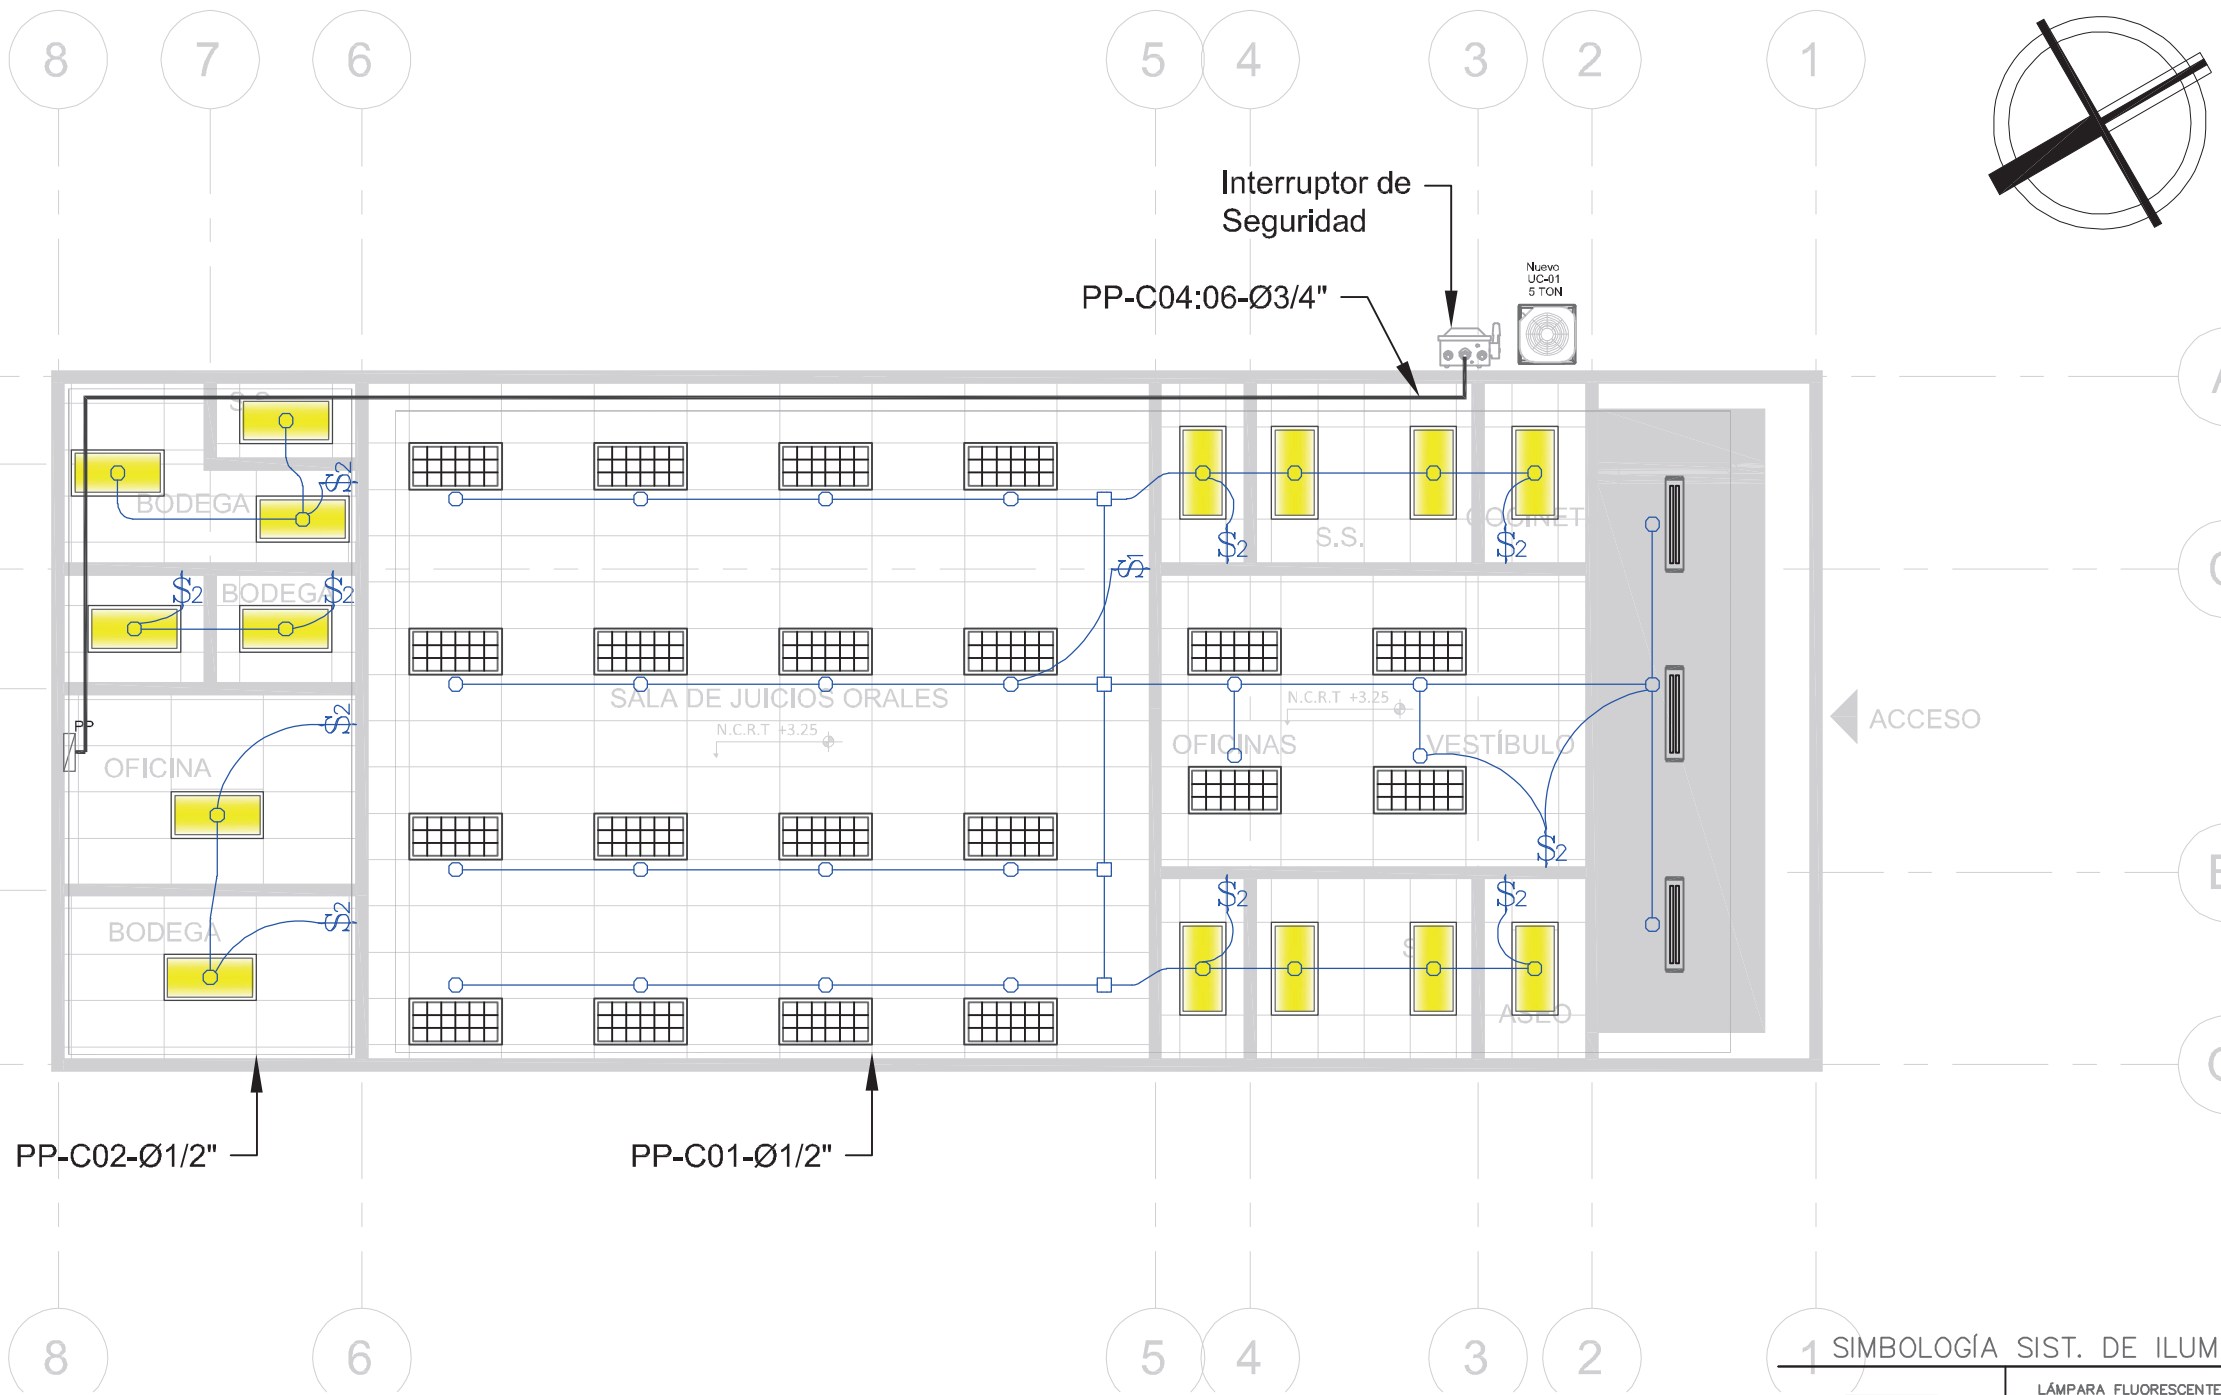 8 7 6 5 4 3 2 1
Interruptor de
Seguridad
Nuevo
UC-01
5 TON
PP-C04:06-Ø3/4"
S.S.
$2
BODEGA
COCINET
$2 $2
S.S.
$1
$2 $2
BODEGA
SALA DE JUICIOS ORALES
N.C.R.T +3.25
N.C.R.T +3.25
$2
PP
OFICINAS VESTÍBULO
ACCESO
OFICINA
$2
$2 $2
$2
BODEGA
ASEO
PP-C02-Ø1/2"
PP-C01-Ø1/2"
8 6 5 4 3 2 1
SIMBOLOGÍA SIST. DE ILUM
LÁMPARA FLUORESCENTE